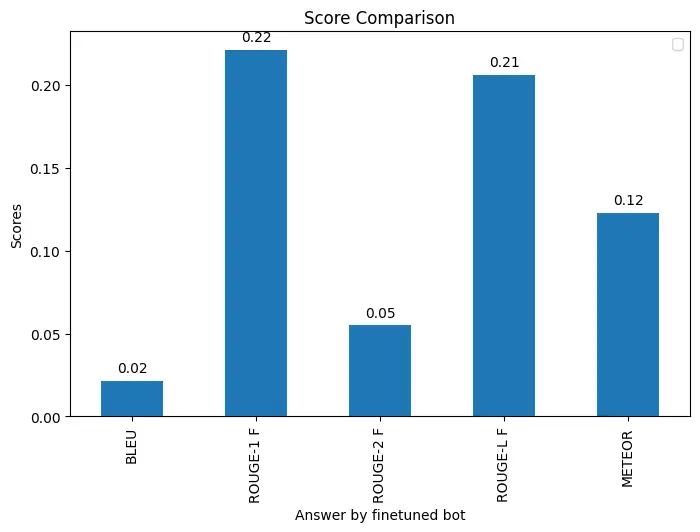 Score Comparison
0.22
0.21
0.12
0.05
0.02
0.20
0.15
0.10
0.05
0.00
Scores
BLEU
ROUGE-1 F
ROUGE-2 F
ROUGE-L F
METEOR
Answer by finetuned bot